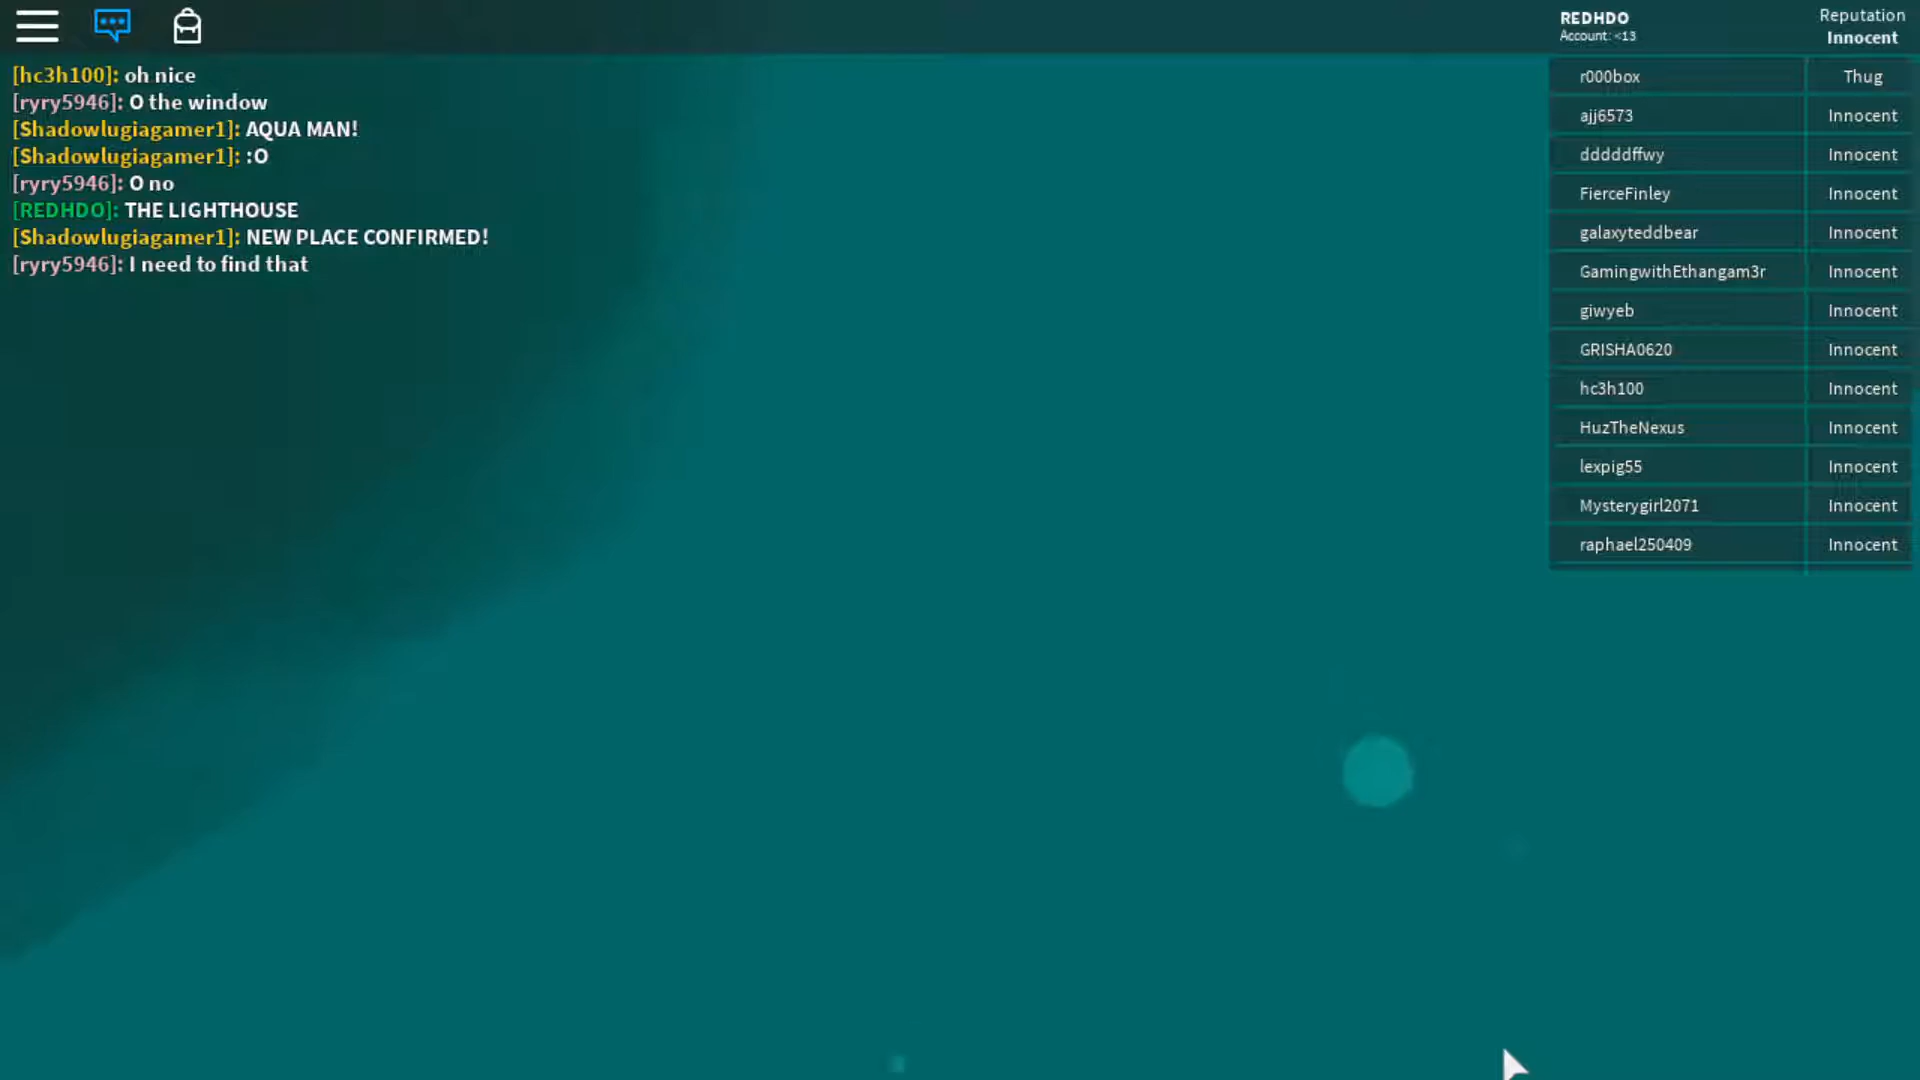 [hc3h100]: oh nice
[ryry5946]: O the window
[Shadowlugiagamer1]: AQUA MAN!
[Shadowlugiagamer1]: :O
[ryry5946]: O no
[REDHDO]: THE LIGHTHOUSE
[Shadowlugiagamer1]: NEW PLACE CONFIRMED!
[ryry5946]: I need to find that
REDHDO Reputation
Account: <13 Innocent
r000box Thug
ajj6573 Innocent
dddddffwy Innocent
FierceFinley Innocent
galaxyteddbear Innocent
GamingwithEthangam3r Innocent
giwyeb Innocent
GRISHA0620 Innocent
hc3h100 Innocent
HuzTheNexus Innocent
lexpig55 Innocent
Mysterygirl2071 Innocent
raphael250409 Innocent